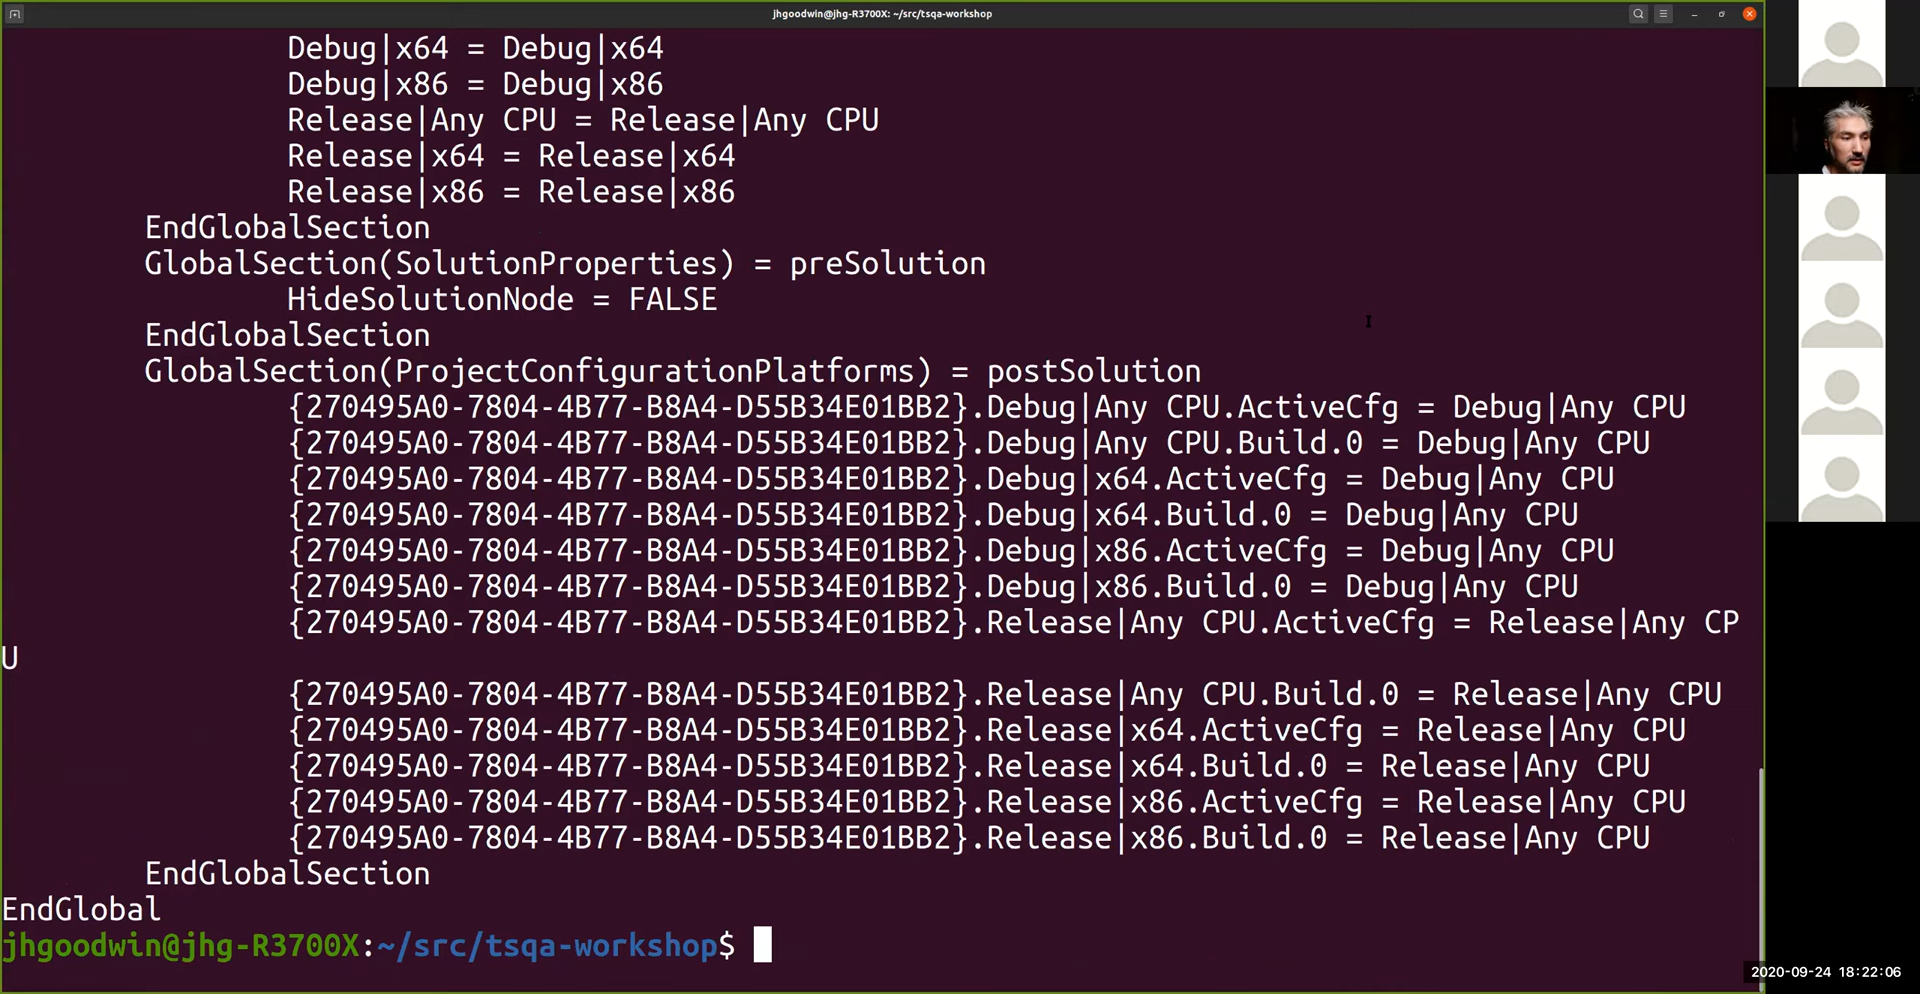 jhgoodwin@jhg-R3700X: ~/src/tsqa-workshop
Debug|x64 = Debug|x64
Debug|x86 = Debug|x86
Release|Any CPU = Release|Any CPU
Release|x64 = Release|x64
Release|x86 = Release|x86
EndGlobalSection
GlobalSection(SolutionProperties) = preSolution
HideSolutionNode = FALSE
EndGlobalSection
GlobalSection(ProjectConfigurationPlatforms) = postSolution
{270495A0-7804-4B77-B8A4-D55B34E01BB2}.Debug|Any CPU.ActiveCfg = Debug|Any CPU
{270495A0-7804-4B77-B8A4-D55B34E01BB2}.Debug|Any CPU.Build.0 = Debug|Any CPU
{270495A0-7804-4B77-B8A4-D55B34E01BB2}.Debug|x64.ActiveCfg = Debug|Any CPU
{270495A0-7804-4B77-B8A4-D55B34E01BB2}.Debug|x64.Build.0 = Debug|Any CPU
{270495A0-7804-4B77-B8A4-D55B34E01BB2}.Debug|x86.ActiveCfg = Debug|Any CPU
{270495A0-7804-4B77-B8A4-D55B34E01BB2}.Debug|x86.Build.0 = Debug|Any CPU
{270495A0-7804-4B77-B8A4-D55B34E01BB2}.Release|Any CPU.ActiveCfg = Release|Any CP
U
{270495A0-7804-4B77-B8A4-D55B34E01BB2}.Release|Any CPU.Build.0 = Release|Any CPU
{270495A0-7804-4B77-B8A4-D55B34E01BB2}.Release|x64.ActiveCfg = Release|Any CPU
{270495A0-7804-4B77-B8A4-D55B34E01BB2}.Release|x64.Build.0 = Release|Any CPU
{270495A0-7804-4B77-B8A4-D55B34E01BB2}.Release|x86.ActiveCfg = Release|Any CPU
{270495A0-7804-4B77-B8A4-D55B34E01BB2}.Release|x86.Build.0 = Release|Any CPU
EndGlobalSection
EndGlobal
jhgoodwin@jhg-R3700X:~/src/tsqa-workshop$
2020-09-24 18:22:06